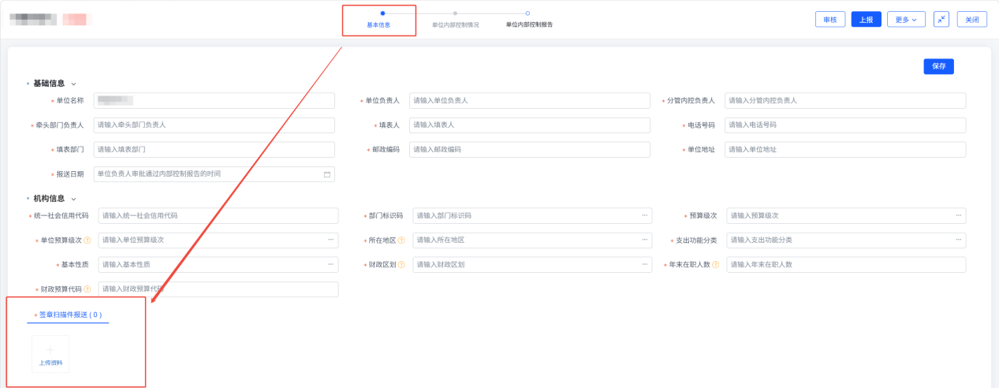 基本信息 单位内部控制情况 单位内部控制报告 审核 上报 更多 关闭
保存
基础信息
* 单位名称 * 单位负责人 请输入单位负责人 * 分管内控负责人 请输入分管内控负责人
* 牵头部门负责人 请输入牵头部门负责人 * 填表人 请输入填表人 * 电话号码 请输入电话号码
* 填表部门 请输入填表部门 * 邮政编码 请输入邮政编码 * 单位地址 请输入单位地址
* 报送日期 单位负责人审批通过内部控制报告的时间
机构信息
* 统一社会信用代码 请输入统一社会信用代码 * 部门标识码 请输入部门标识码 ··· * 预算级次 请输入预算级次 ···
* 单位预算级次 ? 请输入单位预算级次 ··· * 所在地区 ? 请输入所在地区 ··· * 支出功能分类 请输入支出功能分类 ···
* 基本性质 请输入基本性质 ··· * 财政区划 ? 请输入财政区划 ··· * 年末在职人数 ? 请输入年末在职人数
* 财政预算代码 ? 请输入财政预算代码
* 签章扫描件报送 ( 0 )
上传资料